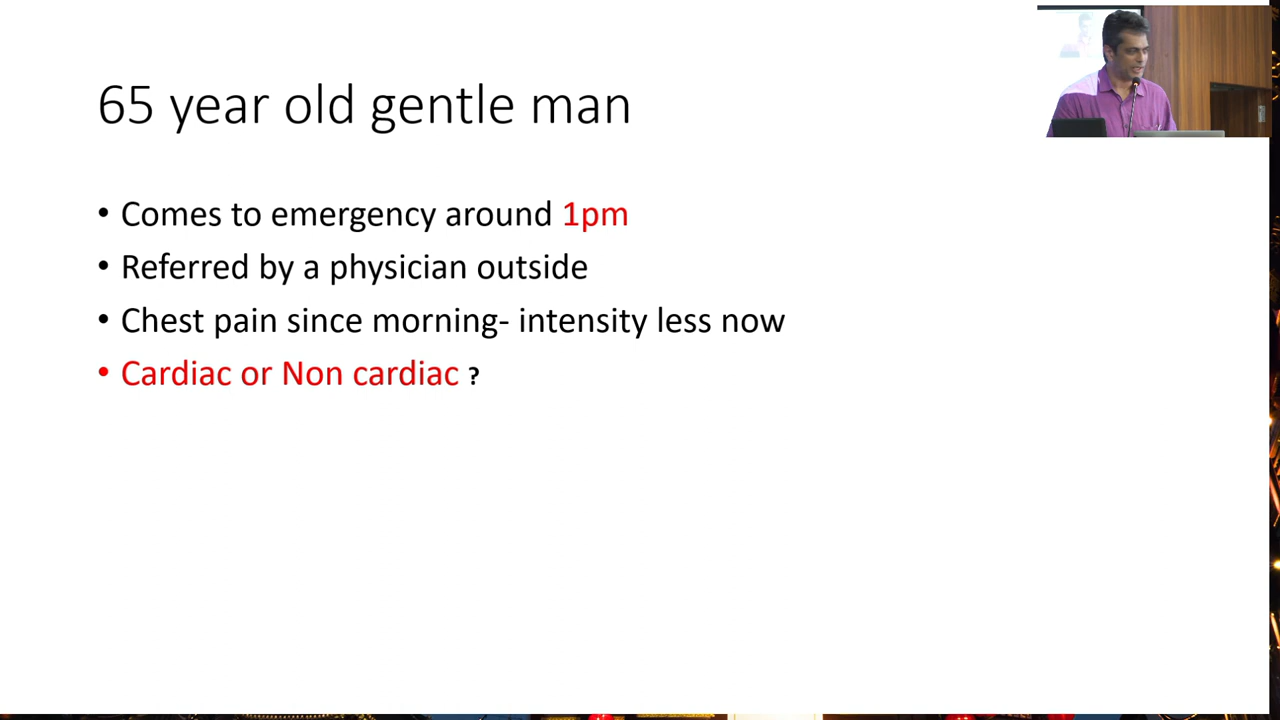 65 year old gentle man
• Comes to emergency around 1pm
• Referred by a physician outside
• Chest pain since morning- intensity less now
• Cardiac or Non cardiac ?